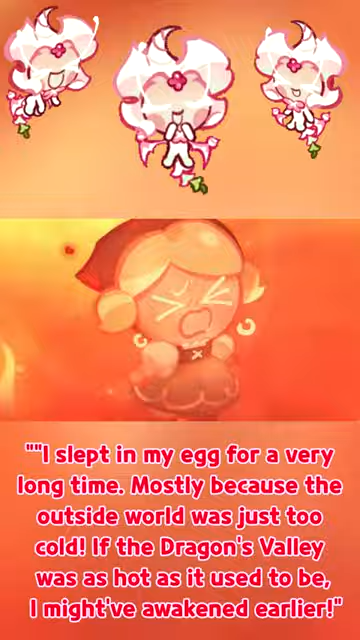 ""I slept in my egg for a very
long time. Mostly because the
outside world was just too
cold! If the Dragon's Valley
was as hot as it used to be,
I might've awakened earlier!"